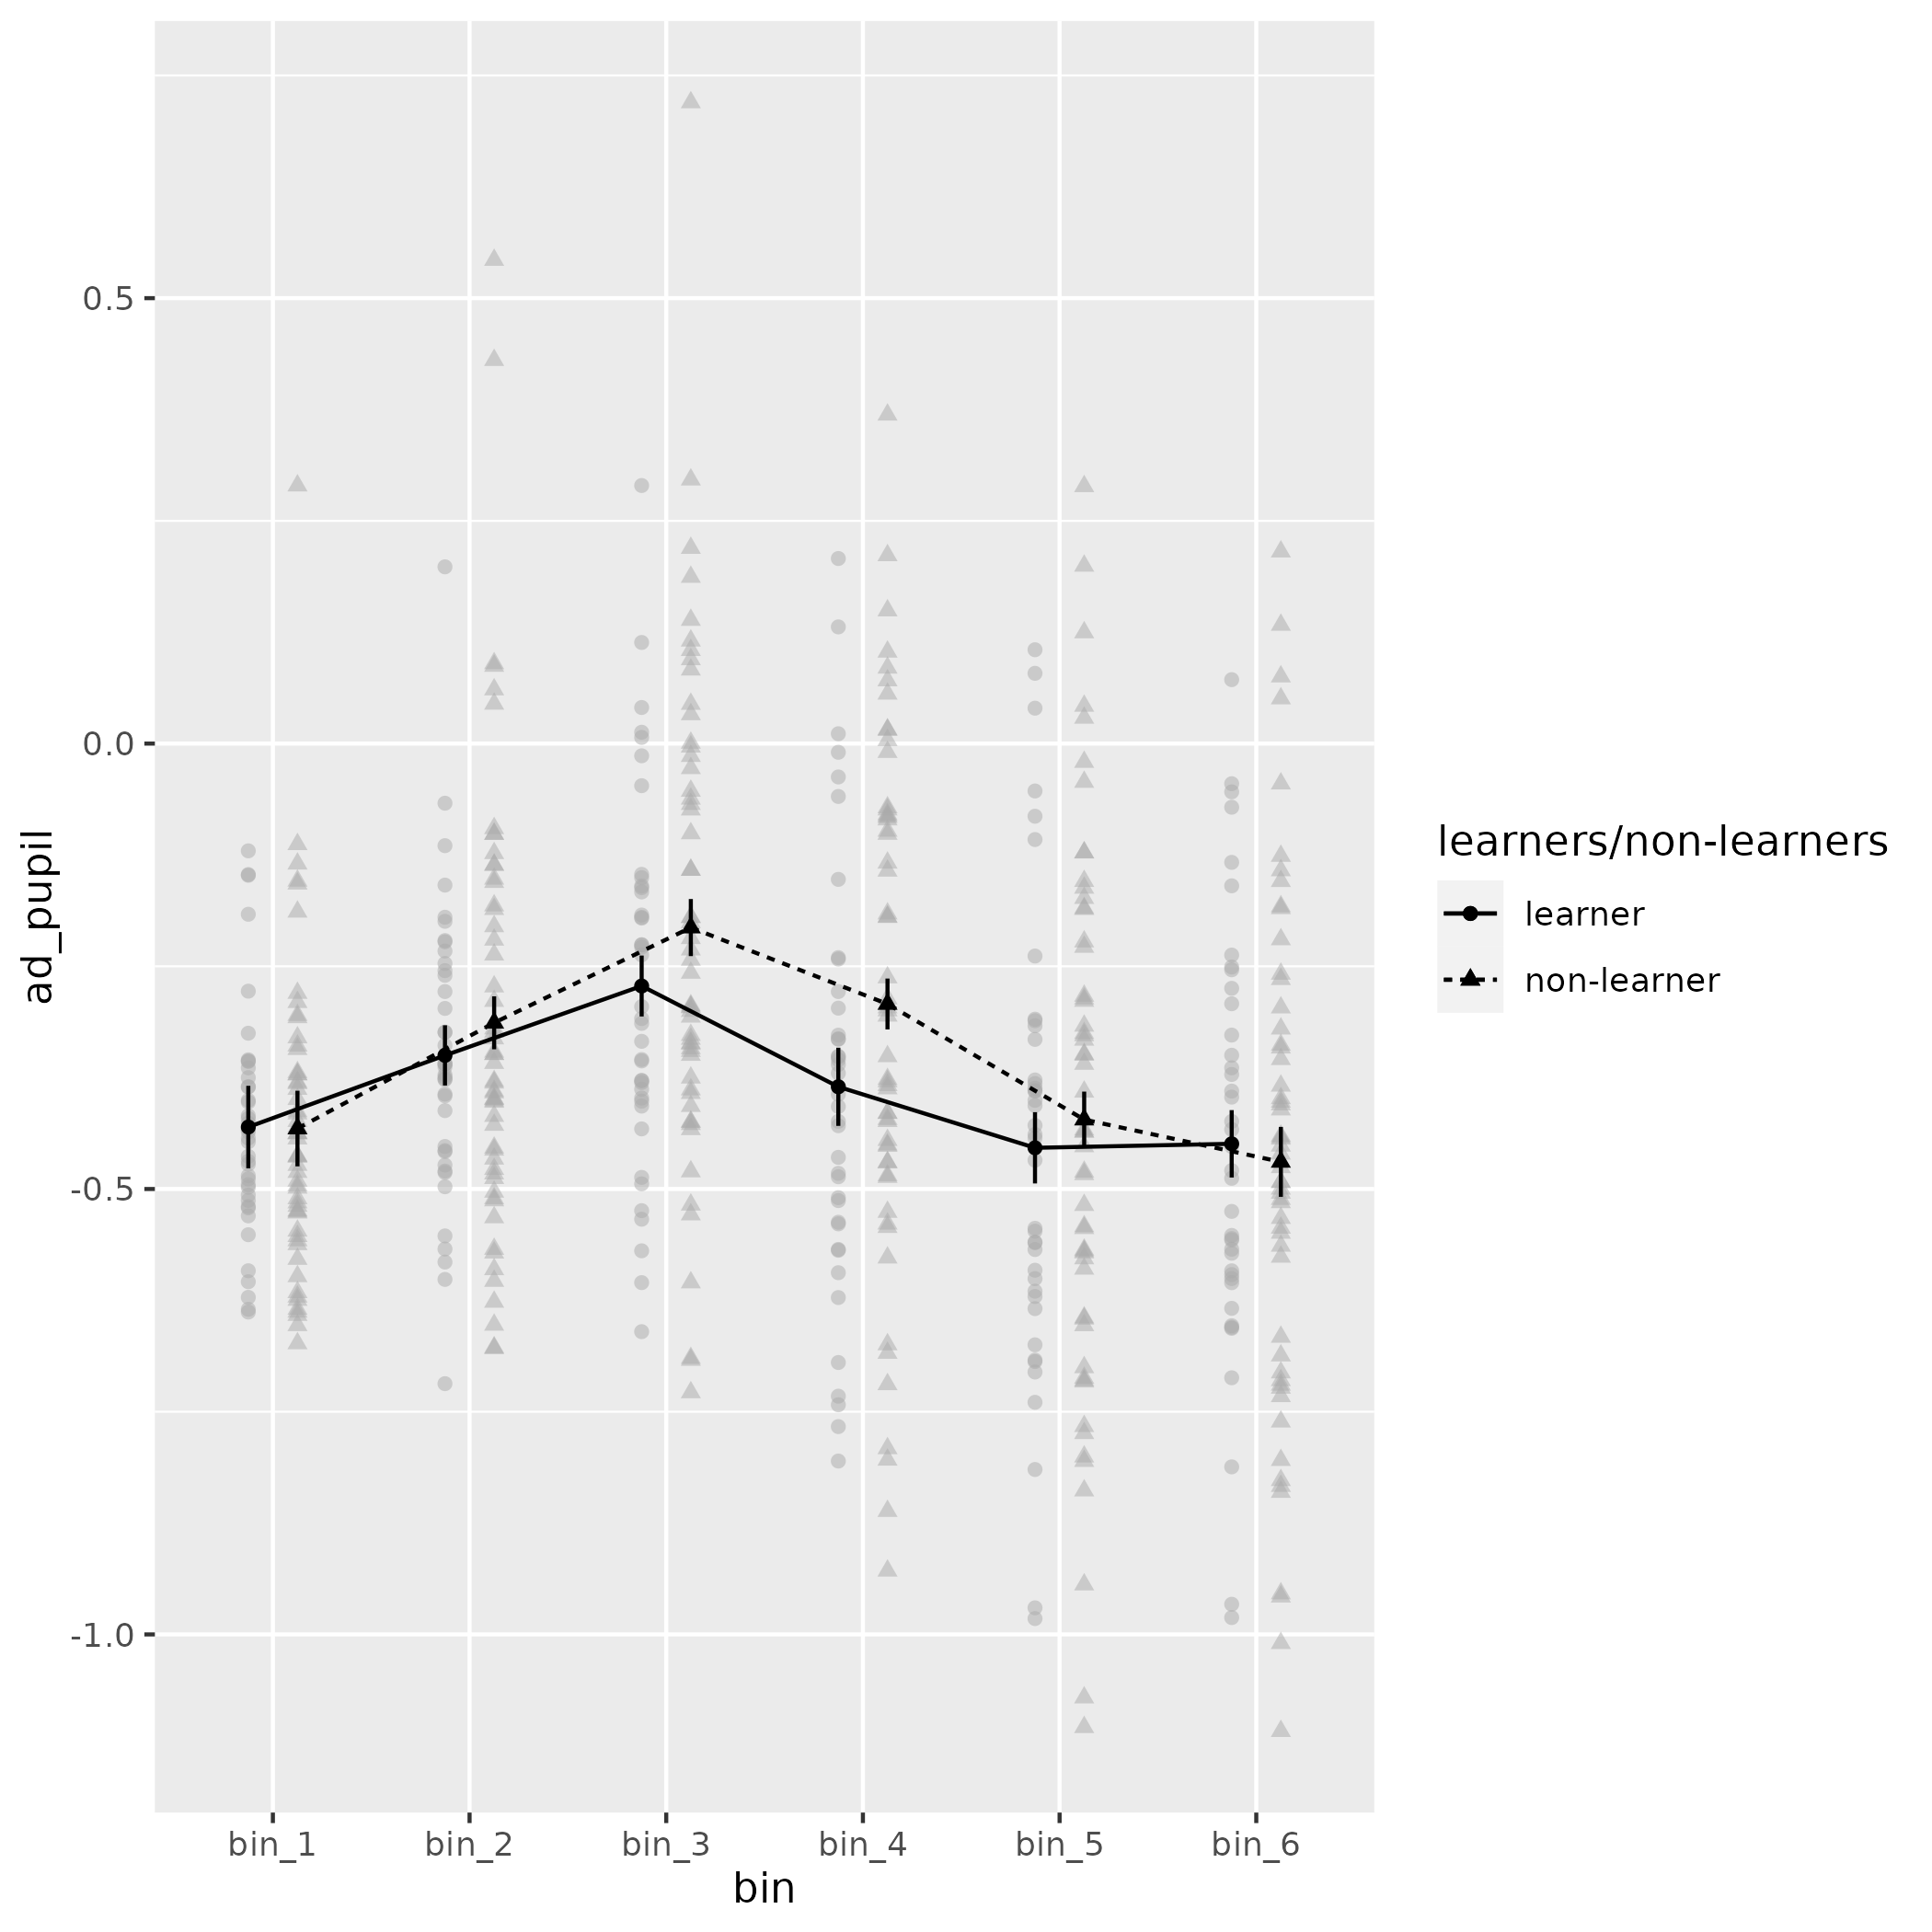 0.5
0.0
-0.5
-1.0
ad_pupil
bin_1 bin_2 bin_3 bin_4 bin_5 bin_6
bin
learners/non-learners
learner
non-learner